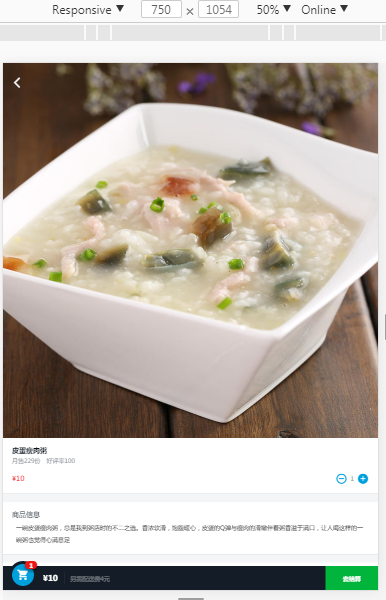 Responsive ▼ 750 × 1054 50% ▼ Online ▼
皮蛋瘦肉粥
月售229份 好评率100
¥10
1
商品信息
一碗皮蛋瘦肉粥，总是我到粥店时的不二之选。香浓软滑，饱腹暖心，皮蛋的Q弹与瘦肉的滑嫩伴着粥香溢于满口，让人喝这样的一
碗粥也觉得心满意足
1
¥10 另需配送费4元 去结算